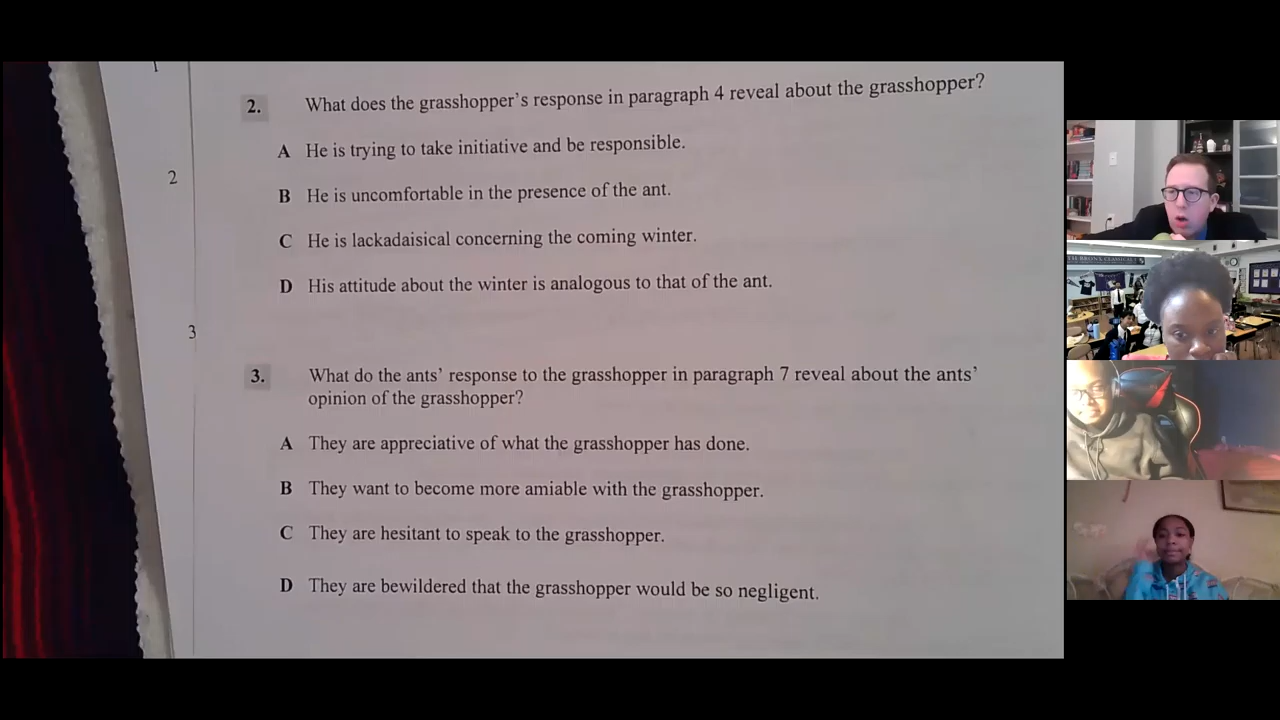 1
2
3
2. What does the grasshopper's response in paragraph 4 reveal about the grasshopper?
A He is trying to take initiative and be responsible.
B He is uncomfortable in the presence of the ant.
C He is lackadaisical concerning the coming winter.
D His attitude about the winter is analogous to that of the ant.
3. What do the ants' response to the grasshopper in paragraph 7 reveal about the ants'
opinion of the grasshopper?
A They are appreciative of what the grasshopper has done.
B They want to become more amiable with the grasshopper.
C They are hesitant to speak to the grasshopper.
D They are bewildered that the grasshopper would be so negligent.
BRONX CLASSICAL